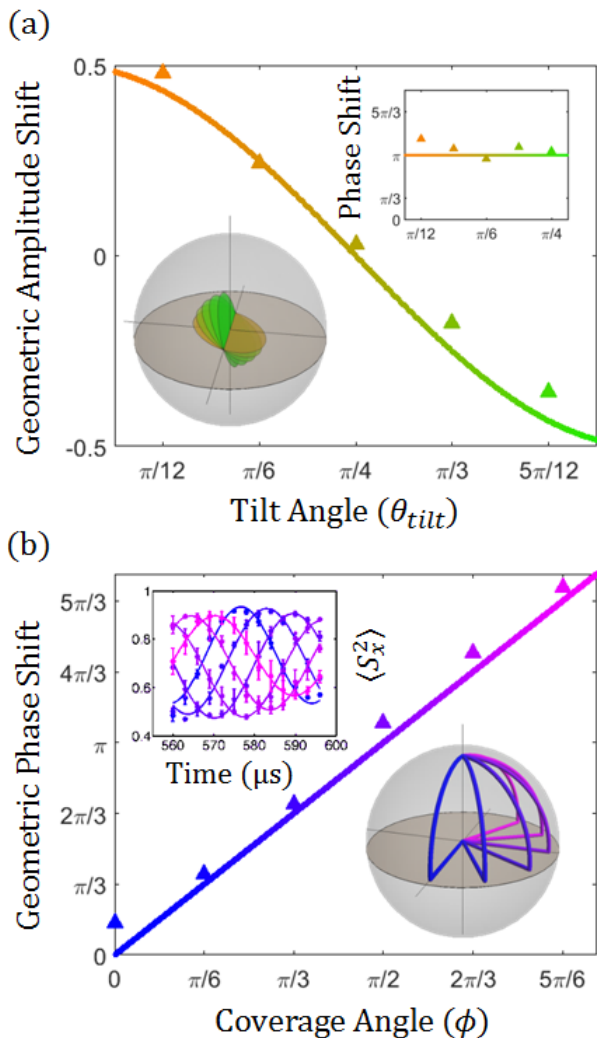 (a)
Geometric Amplitude Shift
0.5
0
-0.5
π/12
π/6
π/4
π/3
5π/12
Tilt Angle (θ_tilt)
Phase Shift
5π/3
π
π/3
0
π/12
π/6
π/4
(b)
Geometric Phase Shift
5π/3
4π/3
π
2π/3
π/3
0
0
π/6
π/3
π/2
2π/3
5π/6
Coverage Angle (ϕ)
1
0.8
0.6
0.4
560
570
580
590
600
Time (μs)
⟨S_x^2⟩